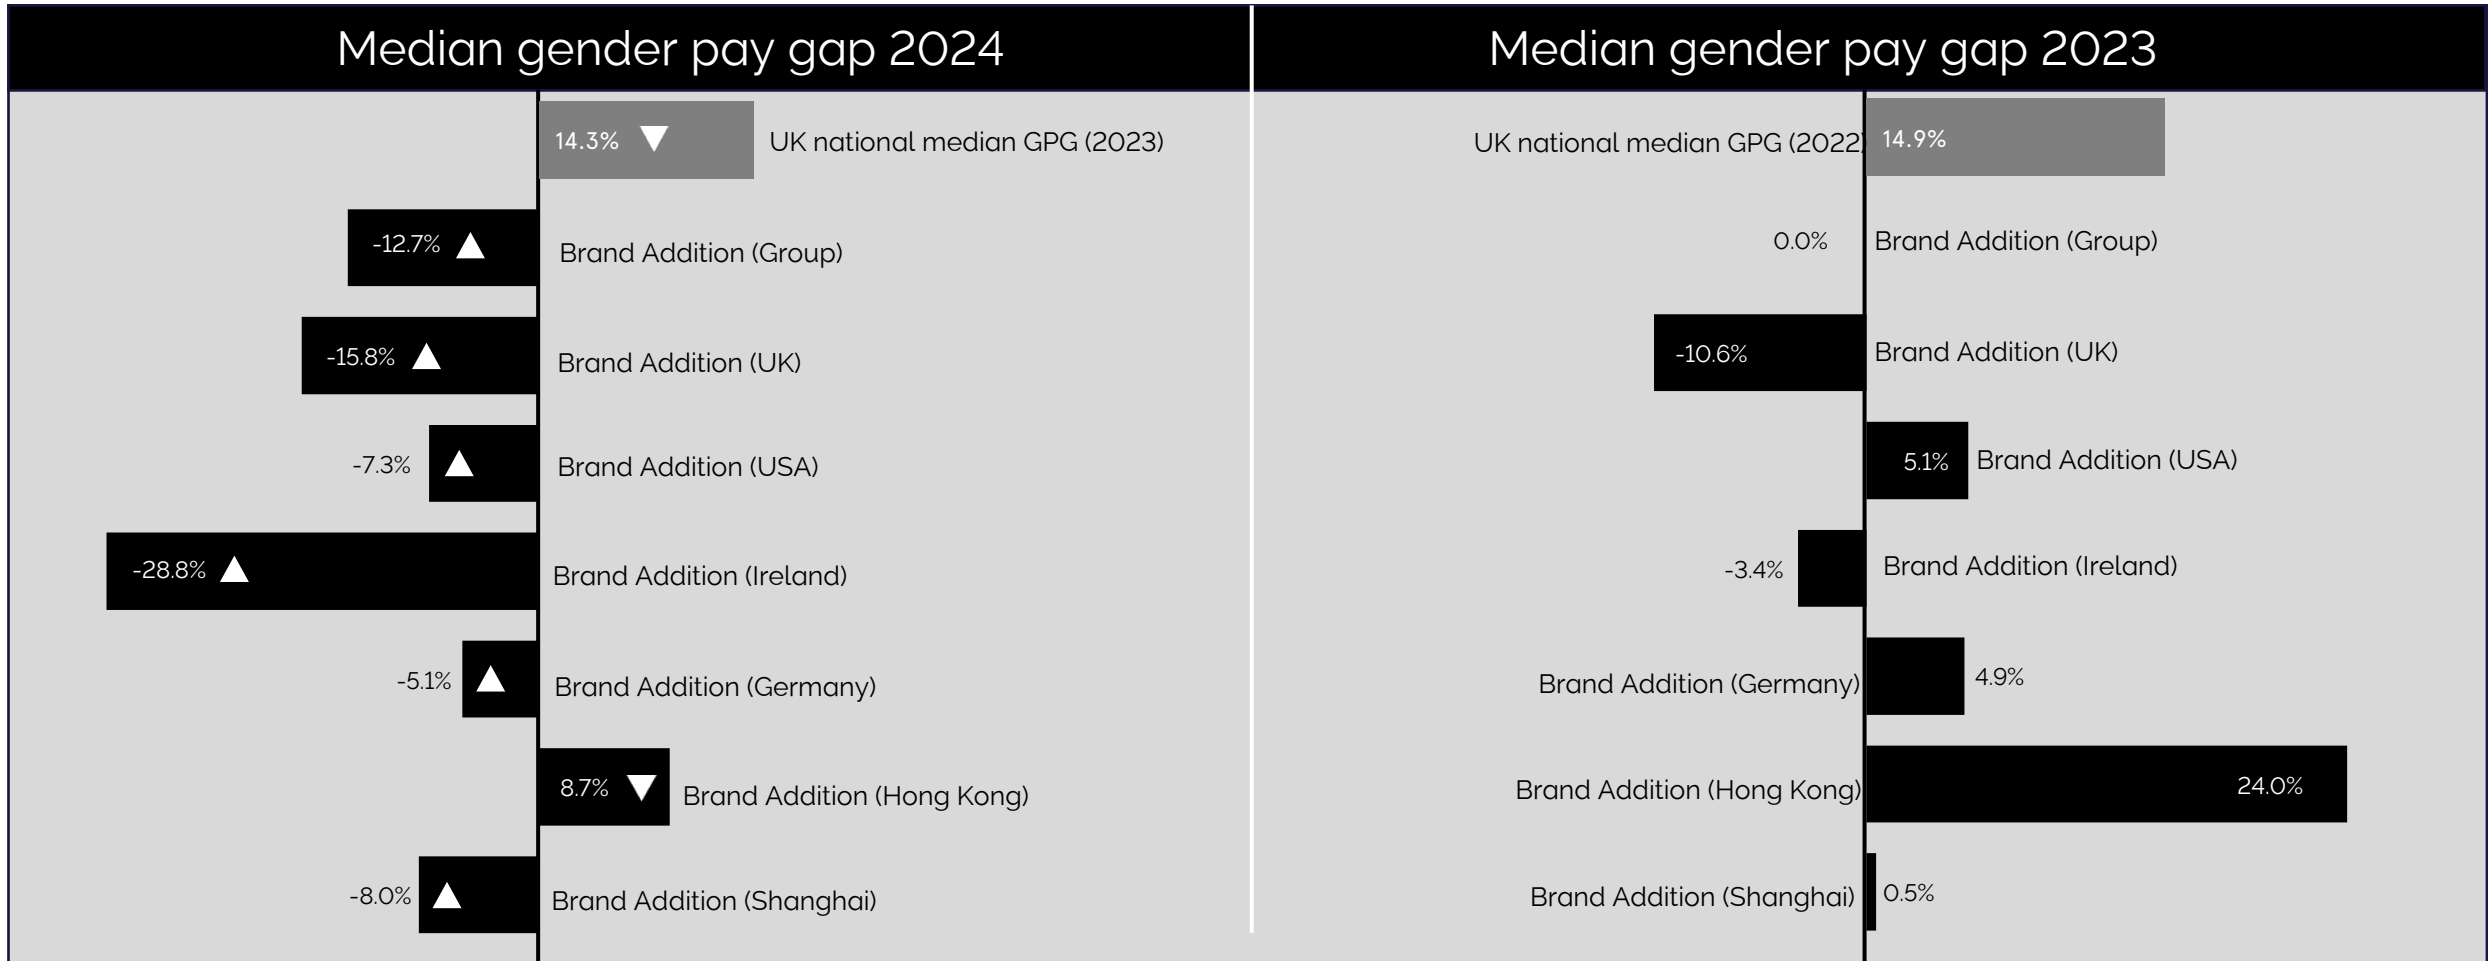 Median gender pay gap 2024
14.3% ▼ UK national median GPG (2023)
-12.7% ▲ Brand Addition (Group)
-15.8% ▲ Brand Addition (UK)
-7.3% ▲ Brand Addition (USA)
-28.8% ▲ Brand Addition (Ireland)
-5.1% ▲ Brand Addition (Germany)
8.7% ▼ Brand Addition (Hong Kong)
-8.0% ▲ Brand Addition (Shanghai)
Median gender pay gap 2023
UK national median GPG (2022) 14.9%
0.0% Brand Addition (Group)
-10.6% Brand Addition (UK)
5.1% Brand Addition (USA)
-3.4% Brand Addition (Ireland)
Brand Addition (Germany) 4.9%
Brand Addition (Hong Kong) 24.0%
Brand Addition (Shanghai) 0.5%